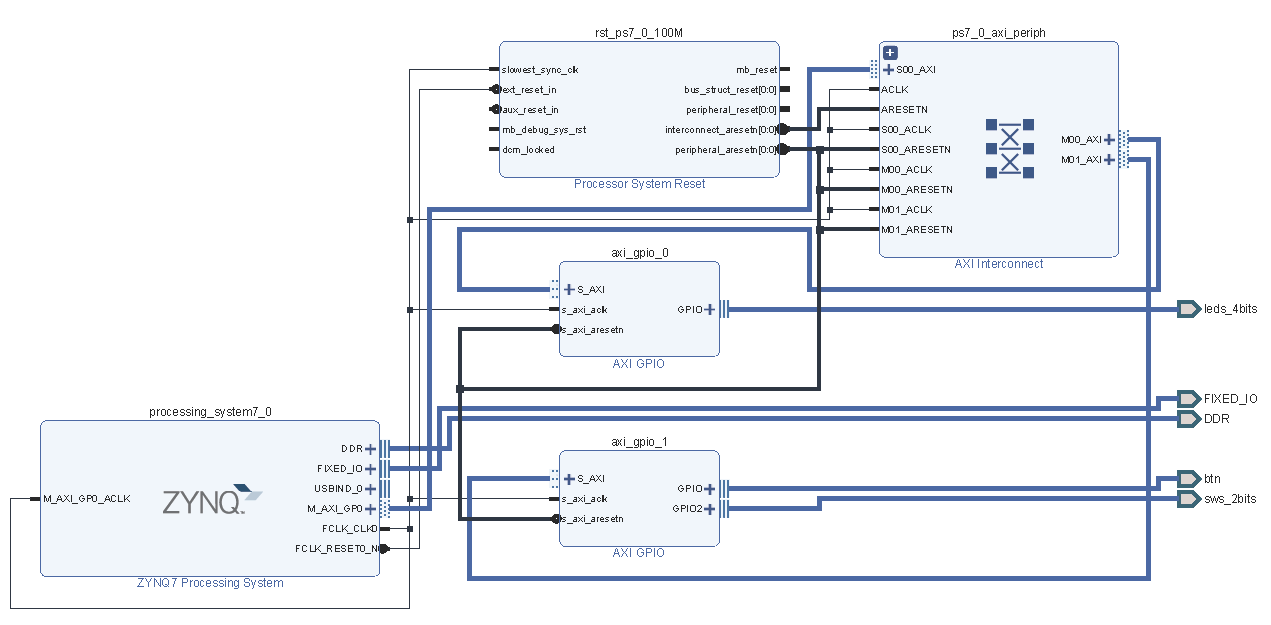 rst_ps7_0_100M
slowest_sync_clk
ext_reset_in
aux_reset_in
mb_debug_sys_rst
dcm_locked
mb_reset
bus_struct_reset[0:0]
peripheral_reset[0:0]
interconnect_aresetn[0:0]
peripheral_aresetn[0:0]
Processor System Reset
ps7_0_axi_periph
S00_AXI
ACLK
ARESETN
S00_ACLK
S00_ARESETN
M00_ACLK
M00_ARESETN
M01_ACLK
M01_ARESETN
M00_AXI
M01_AXI
AXI Interconnect
axi_gpio_0
S_AXI
s_axi_aclk
s_axi_aresetn
GPIO
AXI GPIO
leds_4bits
FIXED_IO
DDR
processing_system7_0
M_AXI_GP0_ACLK
ZYNQ
DDR
FIXED_IO
USBIND_0
M_AXI_GP0
FCLK_CLK0
FCLK_RESET0_N
ZYNQ7 Processing System
axi_gpio_1
S_AXI
s_axi_aclk
s_axi_aresetn
GPIO
GPIO2
AXI GPIO
btn
sws_2bits